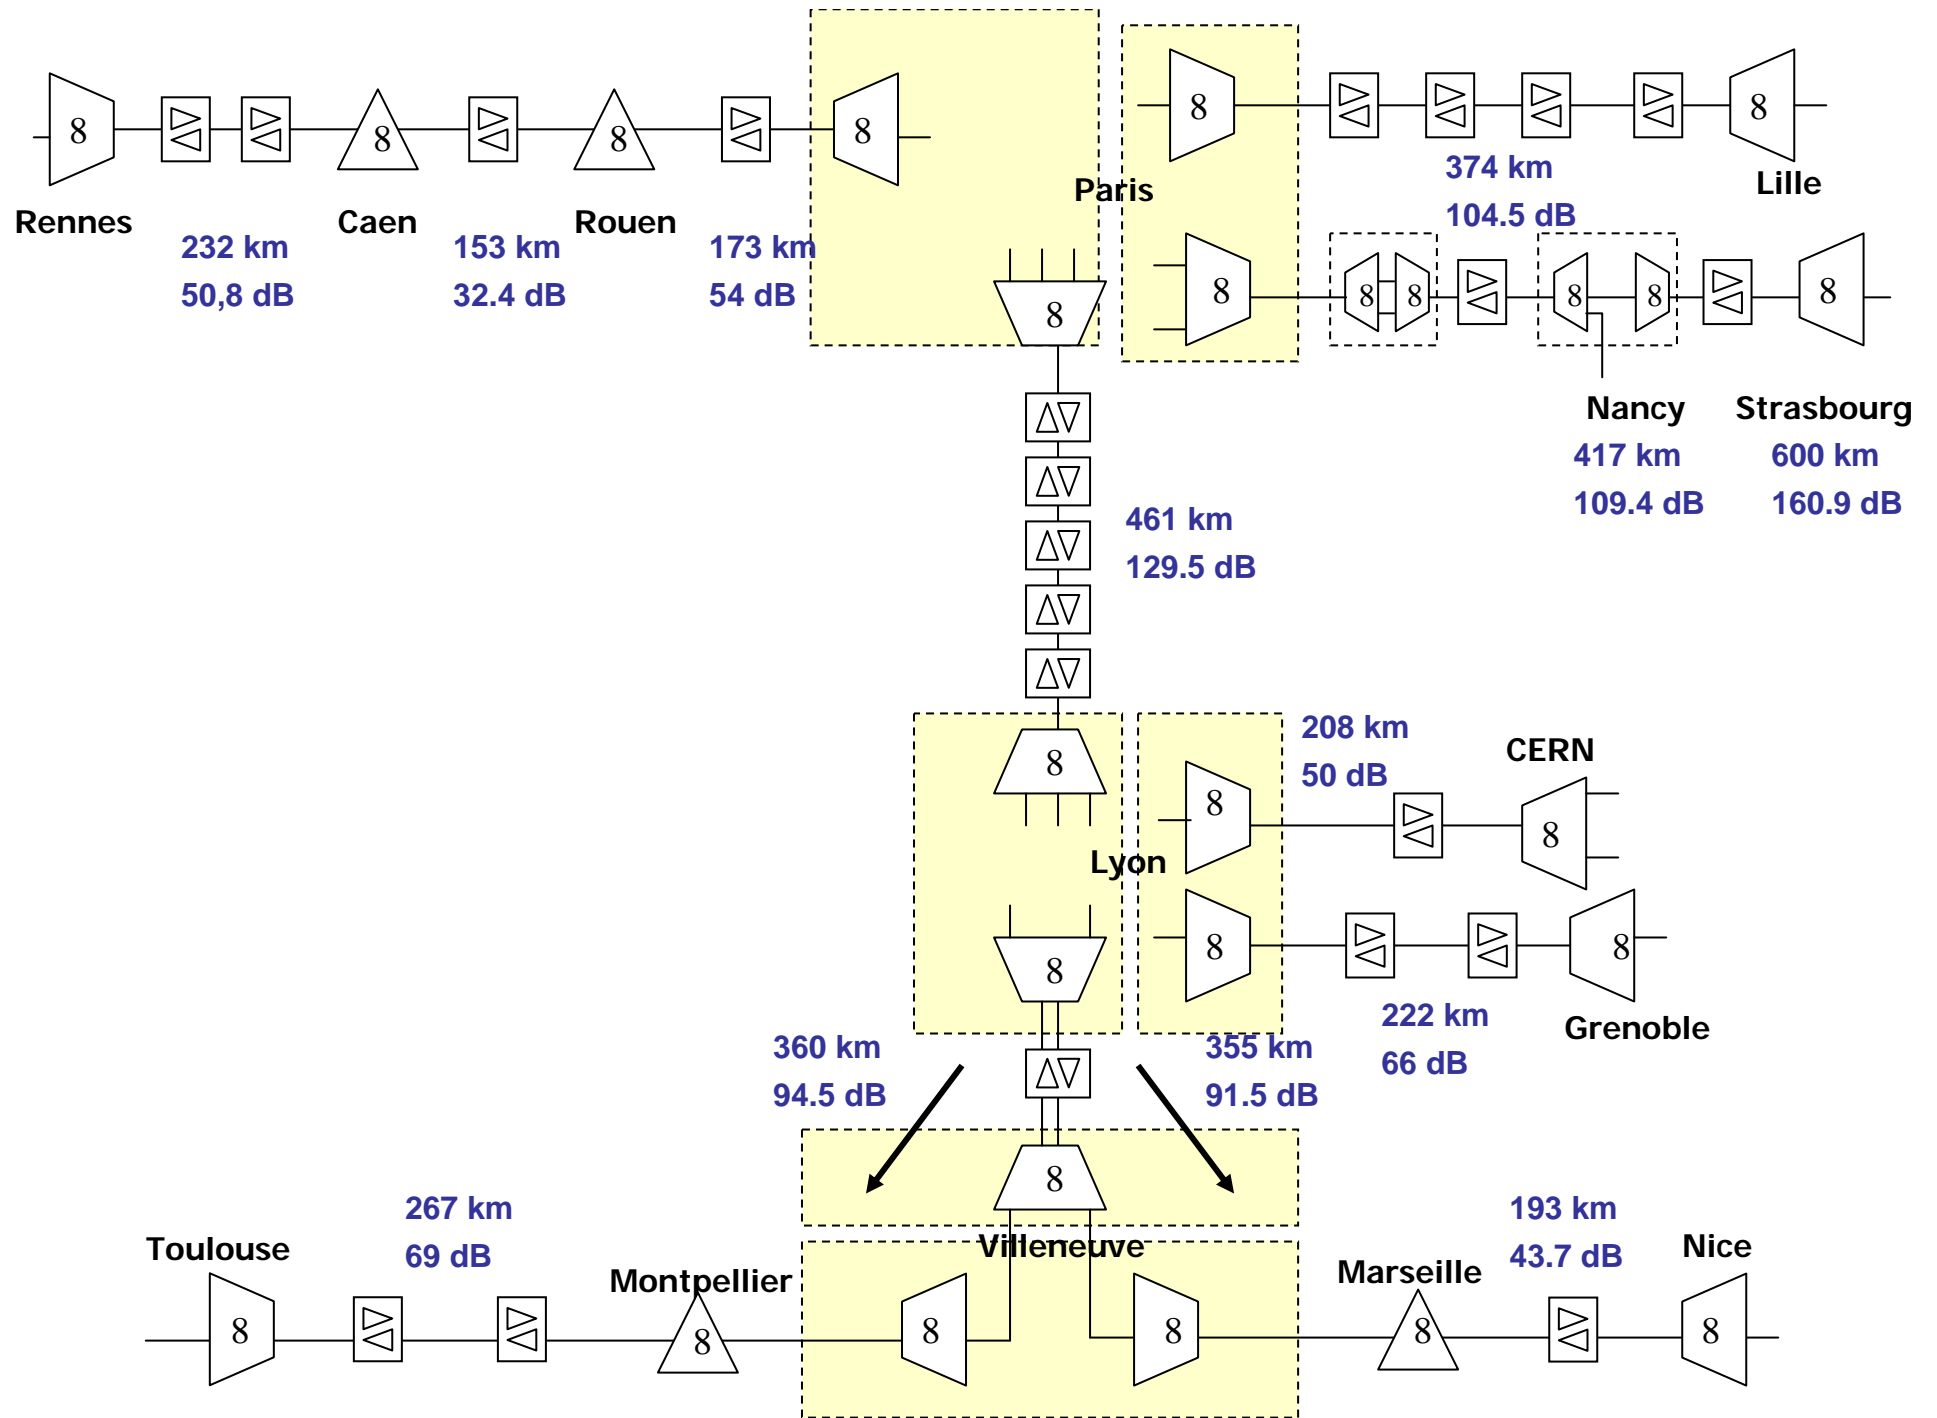 8
8
8
8
8
8
Paris
374 km
104.5 dB
Lille
Rennes
232 km
50,8 dB
Caen
153 km
32.4 dB
Rouen
173 km
54 dB
8
8
8
8
8
8
8
Nancy
417 km
109.4 dB
Strasbourg
600 km
160.9 dB
461 km
129.5 dB
208 km
50 dB
CERN
8
8
8
Lyon
8
8
8
222 km
66 dB
Grenoble
360 km
94.5 dB
355 km
91.5 dB
8
Villeneuve
Toulouse
267 km
69 dB
Montpellier
Marseille
193 km
43.7 dB
Nice
8
8
8
8
8
8